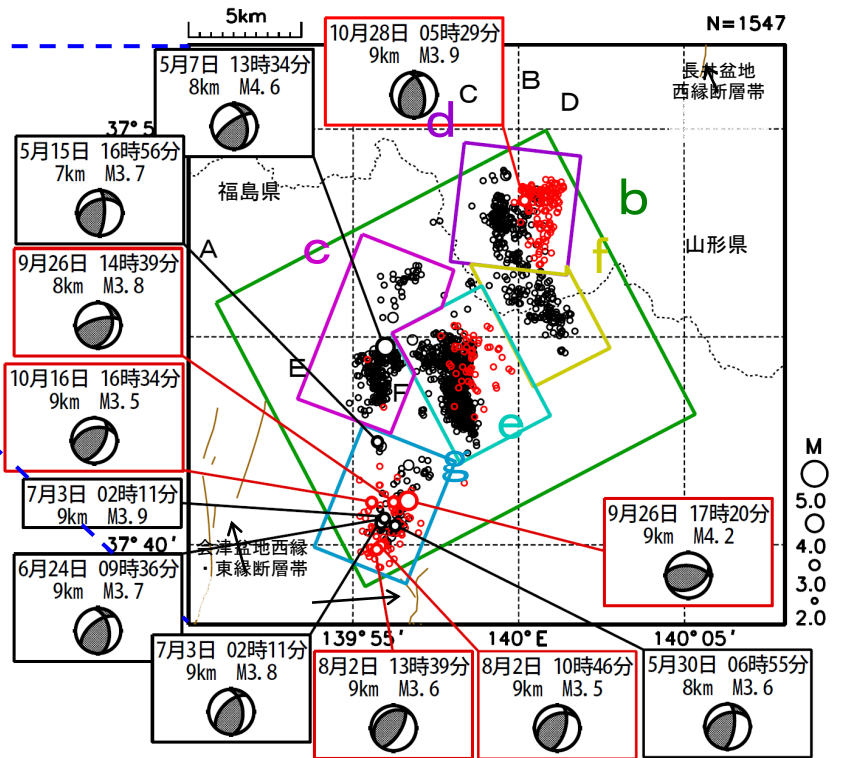 5km
N=1547
10月28日 05時29分
9km M3.9
5月7日 13時34分
8km M4.6
長井盆地
西縁断層帯
B
C
D
d
37°5
5月15日 16時56分
7km M3.7
福島県
b
A
c
f
山形県
9月26日 14時39分
8km M3.8
E
F
10月16日 16時34分
9km M3.5
e
g
M
5.0
4.0
3.0
2.0
7月3日 02時11分
9km M3.9
9月26日 17時20分
9km M4.2
37°40′
会津盆地西縁
・東縁断層帯
6月24日 09時36分
9km M3.7
139°55′
140°E
140°05′
7月3日 02時11分
9km M3.8
8月2日 13時39分
9km M3.6
8月2日 10時46分
9km M3.5
5月30日 06時55分
8km M3.6